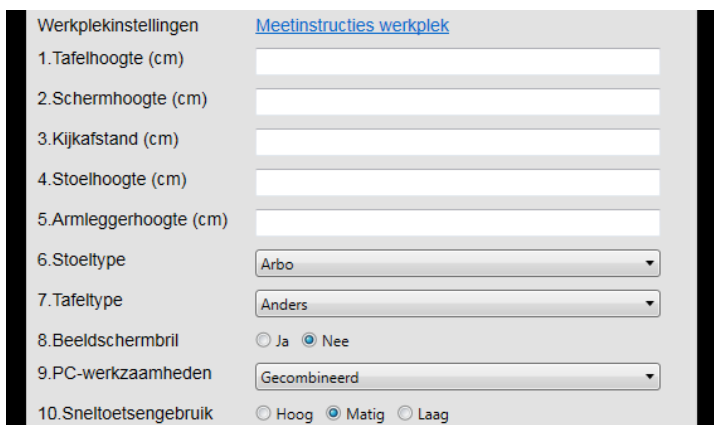 Werkplekinstellingen Meetinstructies werkplek
1.Tafelhoogte (cm)
2.Schermhoogte (cm)
3.Kijkafstand (cm)
4.Stoelhoogte (cm)
5.Armleggerhoogte (cm)
6.Stoeltype Arbo
7.Tafeltype Anders
8.Beeldschermbril Ja Nee
9.PC-werkzaamheden Gecombineerd
10.Sneltoetsengebruik Hoog Matig Laag